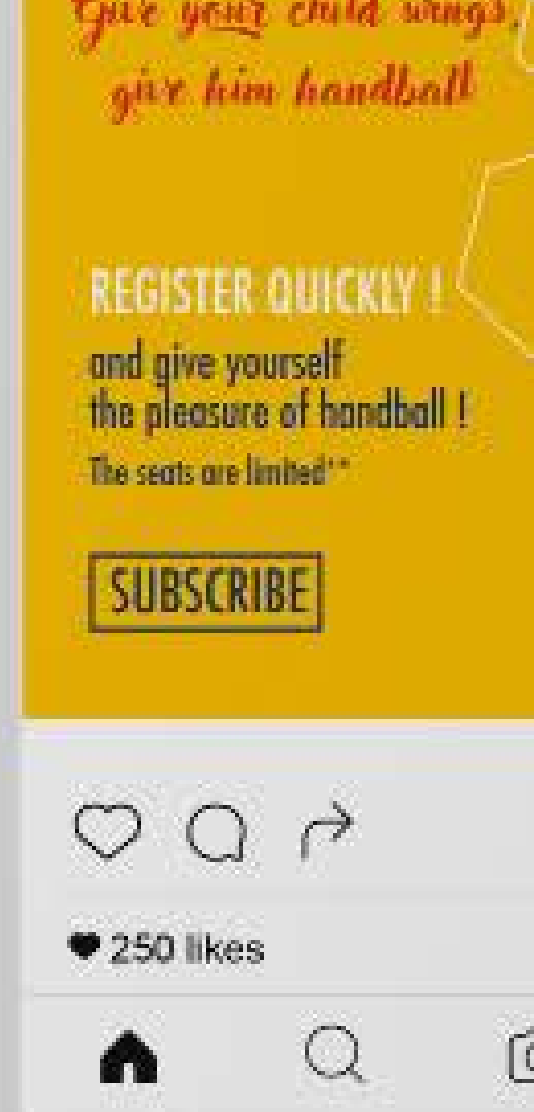 Give your child wings,
give him handball
REGISTER QUICKLY !
and give yourself
the pleasure of handball !
The seats are limited**
SUBSCRIBE
250 likes